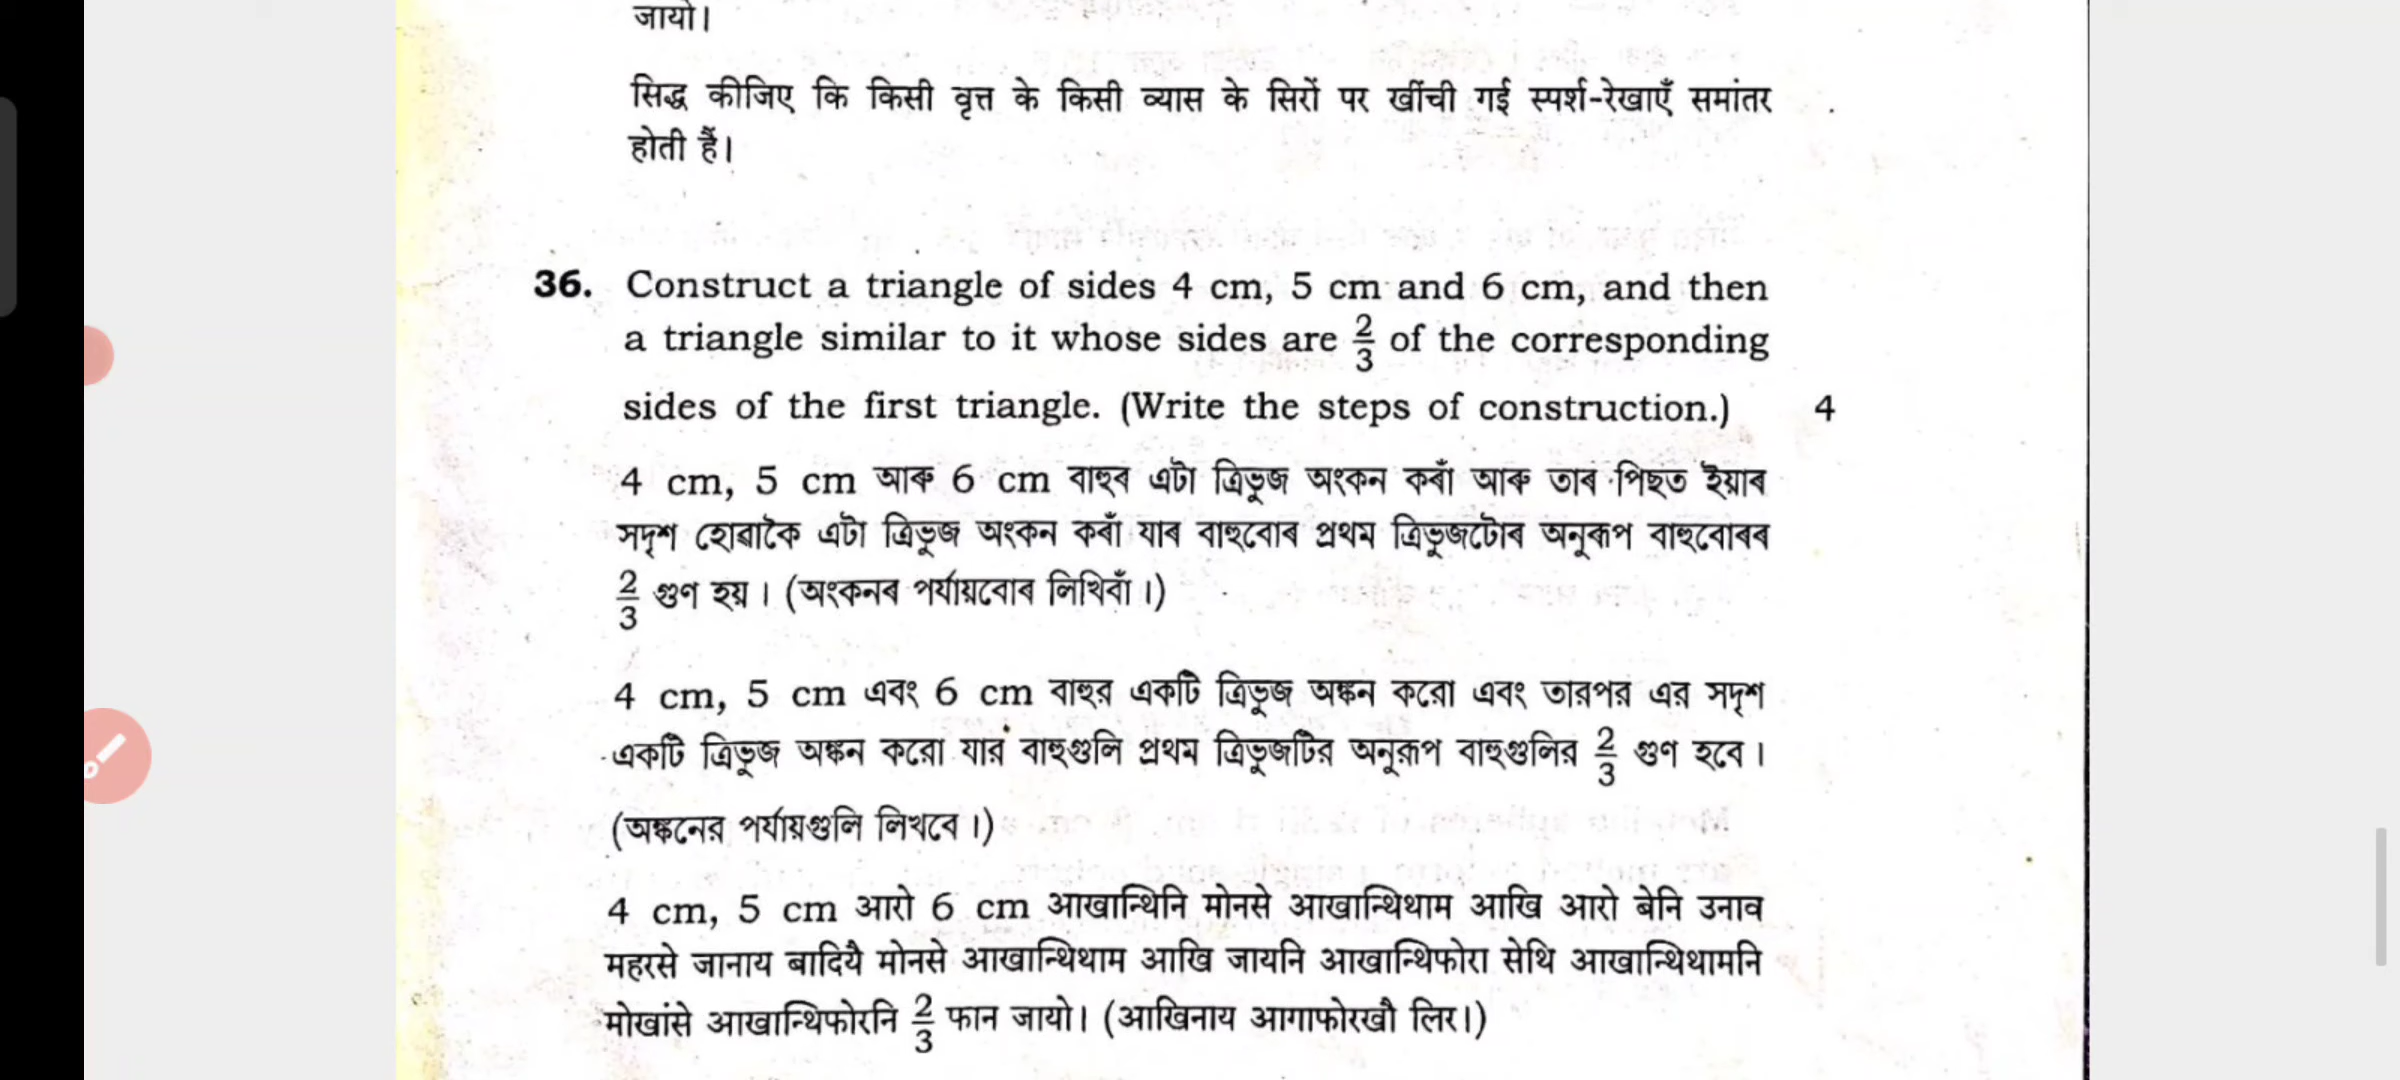 जायो।
सिद्ध कीजिए कि किसी वृत्त के किसी व्यास के सिरों पर खींची गई स्पर्श-रेखाएँ समांतर
होती हैं।
36. Construct a triangle of sides 4 cm, 5 cm and 6 cm, and then
a triangle similar to it whose sides are 2/3 of the corresponding
sides of the first triangle. (Write the steps of construction.) 4
4 cm, 5 cm আৰু 6 cm বাহুৰ এটা ত্ৰিভুজ অংকন কৰাঁ আৰু তাৰ পিছত ইয়াৰ
সদৃশ হোৱাকৈ এটা ত্ৰিভুজ অংকন কৰাঁ যাৰ বাহুবোৰ প্ৰথম ত্ৰিভুজটোৰ অনুৰূপ বাহুবোৰৰ
2/3 গুণ হয়। (অংকনৰ পৰ্যায়বোৰ লিখিবাঁ।)
4 cm, 5 cm এবং 6 cm বাহুর একটি ত্রিভুজ অঙ্কন করো এবং তারপর এর সদৃশ
একটি ত্রিভুজ অঙ্কন করো যার বাহুগুলি প্রথম ত্রিভুজটির অনুরূপ বাহুগুলির 2/3 গুণ হবে।
(অঙ্কনের পর্যায়গুলি লিখবে।)
4 cm, 5 cm आरो 6 cm आखान्थिनि मोनसे आखान्थिथाम आखि आरो बेनि उनाव
महरसे जानाय बादियै मोनसे आखान्थिथाम आखि जायनि आखान्थिफोरा सेथि आखान्थिथामनि
मोखांसे आखान्थिफोरनि 2/3 फान जायो। (आखिनाय आगाफोरखौ लिर।)